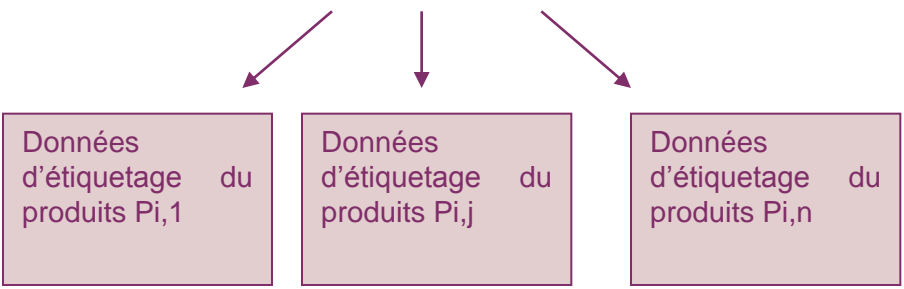 Données
d’étiquetage du
produits Pi,1
Données
d’étiquetage du
produits Pi,j
Données
d’étiquetage du
produits Pi,n